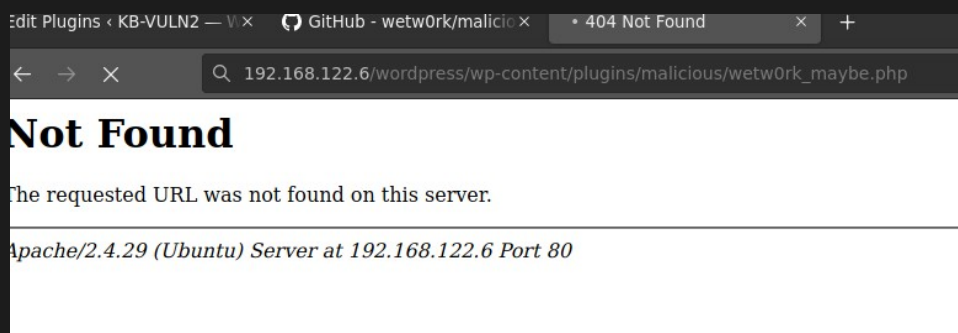 Edit Plugins ‹ KB-VULN2 — W
GitHub - wetw0rk/malicio
404 Not Found
192.168.122.6/wordpress/wp-content/plugins/malicious/wetw0rk_maybe.php
Not Found
The requested URL was not found on this server.
Apache/2.4.29 (Ubuntu) Server at 192.168.122.6 Port 80